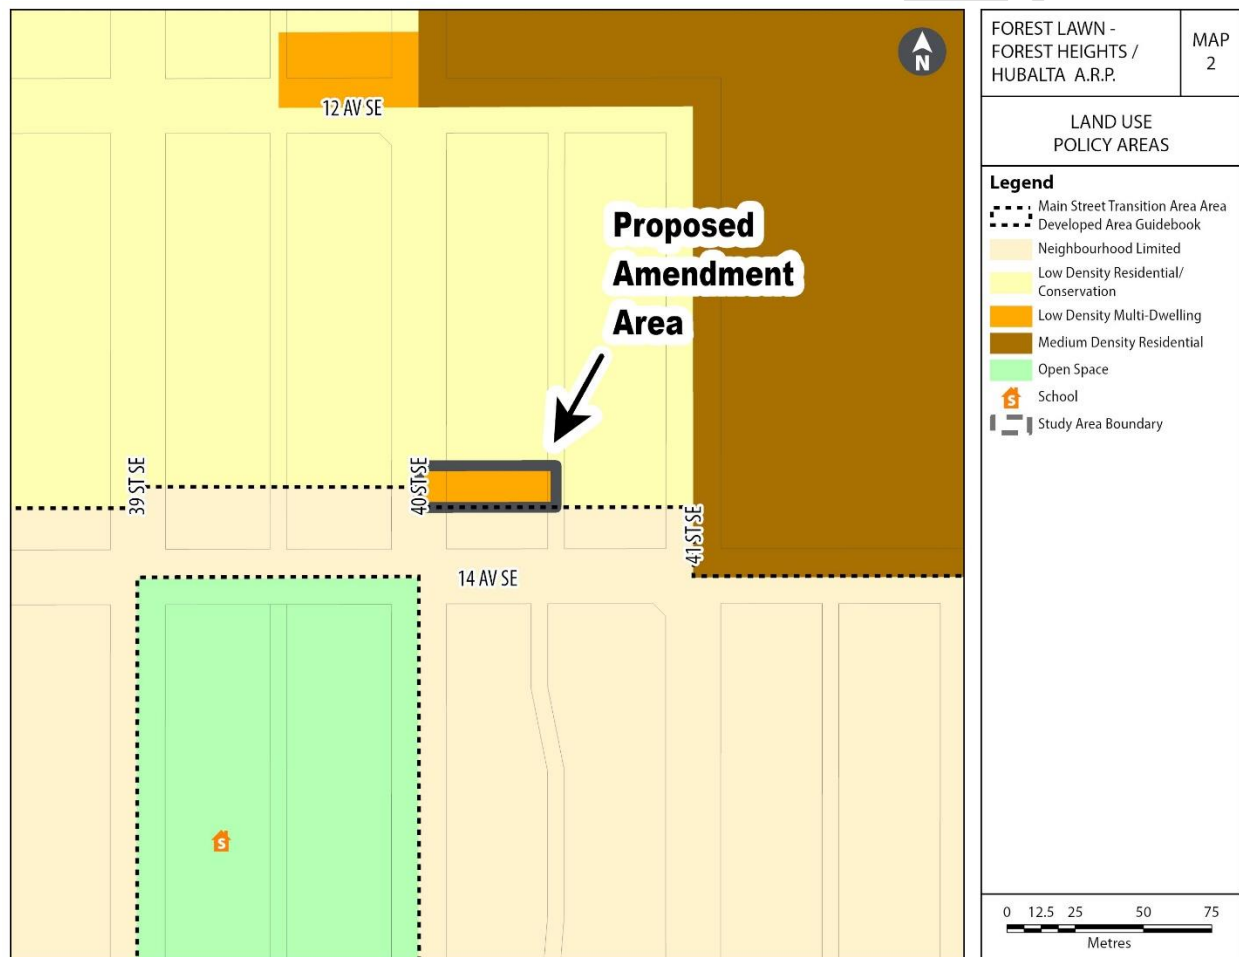 N
12 AV SE
Proposed
Amendment
Area
39 ST SE
40 ST SE
41 ST SE
14 AV SE
S
FOREST LAWN -
FOREST HEIGHTS /
HUBALTA A.R.P.
MAP
2
LAND USE
POLICY AREAS
Legend
Main Street Transition Area Area
Developed Area Guidebook
Neighbourhood Limited
Low Density Residential/
Conservation
Low Density Multi-Dwelling
Medium Density Residential
Open Space
S School
Study Area Boundary
0 12.5 25 50 75
Metres